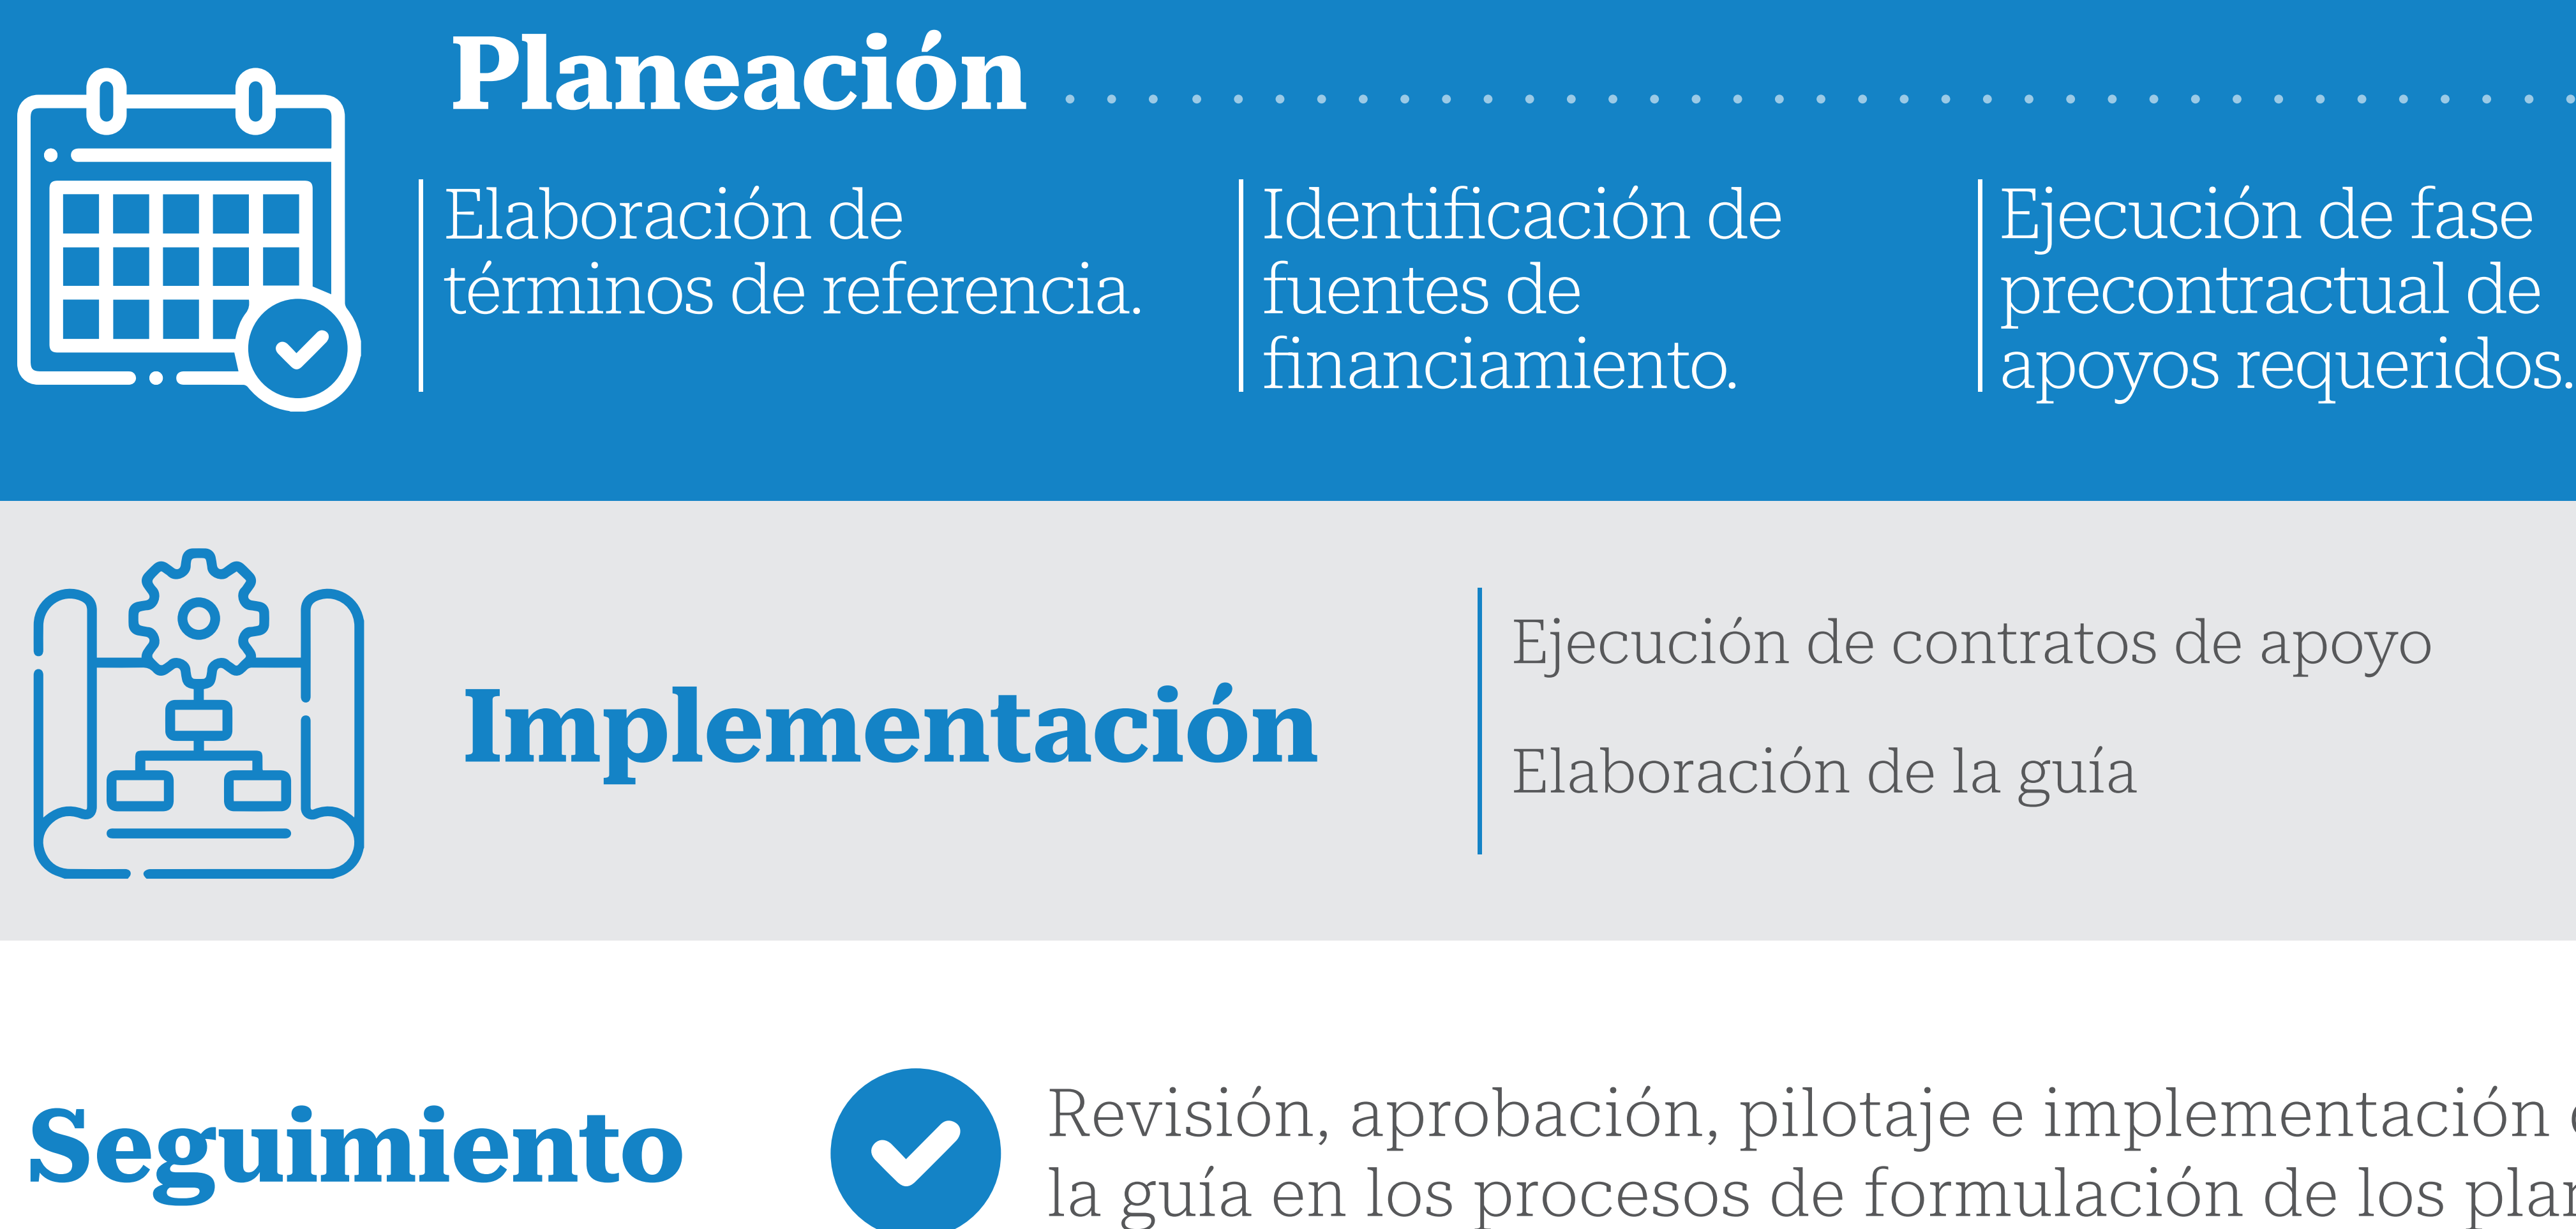 Planeación
Elaboración de
términos de referencia.
Identificación de
fuentes de
financiamiento.
Ejecución de fase
precontractual de
apoyos requeridos.
Implementación
Ejecución de contratos de apoyo
Elaboración de la guía
Seguimiento
Revisión, aprobación, pilotaje e implementación
la guía en los procesos de formulación de los